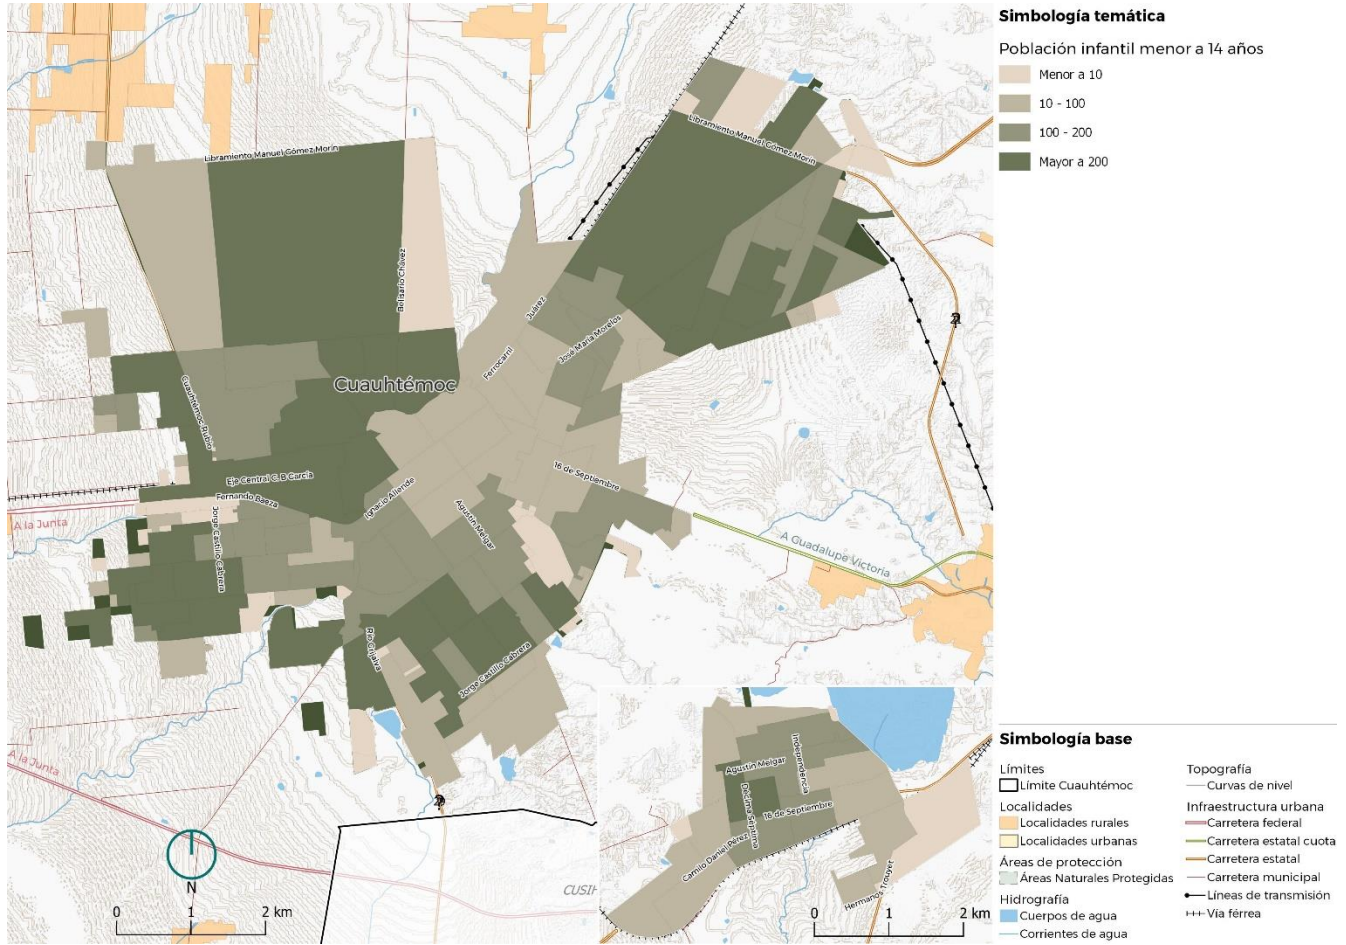 Simbología temática
Población infantil menor a 14 años
Menor a 10
10 - 100
100 - 200
Mayor a 200
Libramiento Manuel Gómez Morín
Libramiento Manuel Gómez Morín
Belisario Chávez
Juárez
José María Morelos
Ferrocarril
Cuauhtémoc
Cuauhtémoc Rubio
Eje Central C. B García
Fernando Baeza
Ignacio Allende
16 de Septiembre
Agustín Melgar
A la Junta
Jorge Castillo Cabrera
A Guadalupe Victoria
Río Grijalva
Jorge Castillo Cabrera
A la Junta
Agustín Melgar
Independencia
Décima Séptima
16 de Septiembre
Camilo Daniel Pérez
Hermanos Trouyet
N
0 1 2 km
0 1 2 km
Simbología base
Límites
Límite Cuauhtémoc
Localidades
Localidades rurales
Localidades urbanas
Áreas de protección
Áreas Naturales Protegidas
Hidrografía
Cuerpos de agua
Corrientes de agua
Topografía
Curvas de nivel
Infraestructura urbana
Carretera federal
Carretera estatal cuota
Carretera estatal
Carretera municipal
Líneas de transmisión
Vía férrea